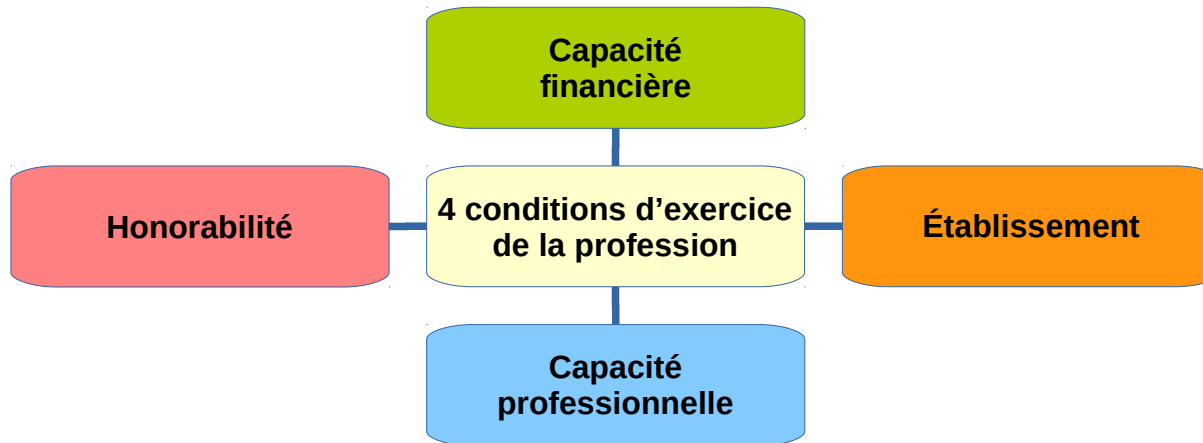 Capacité
financière
Honorabilité
4 conditions d’exercice
de la profession
Établissement
Capacité
professionnelle